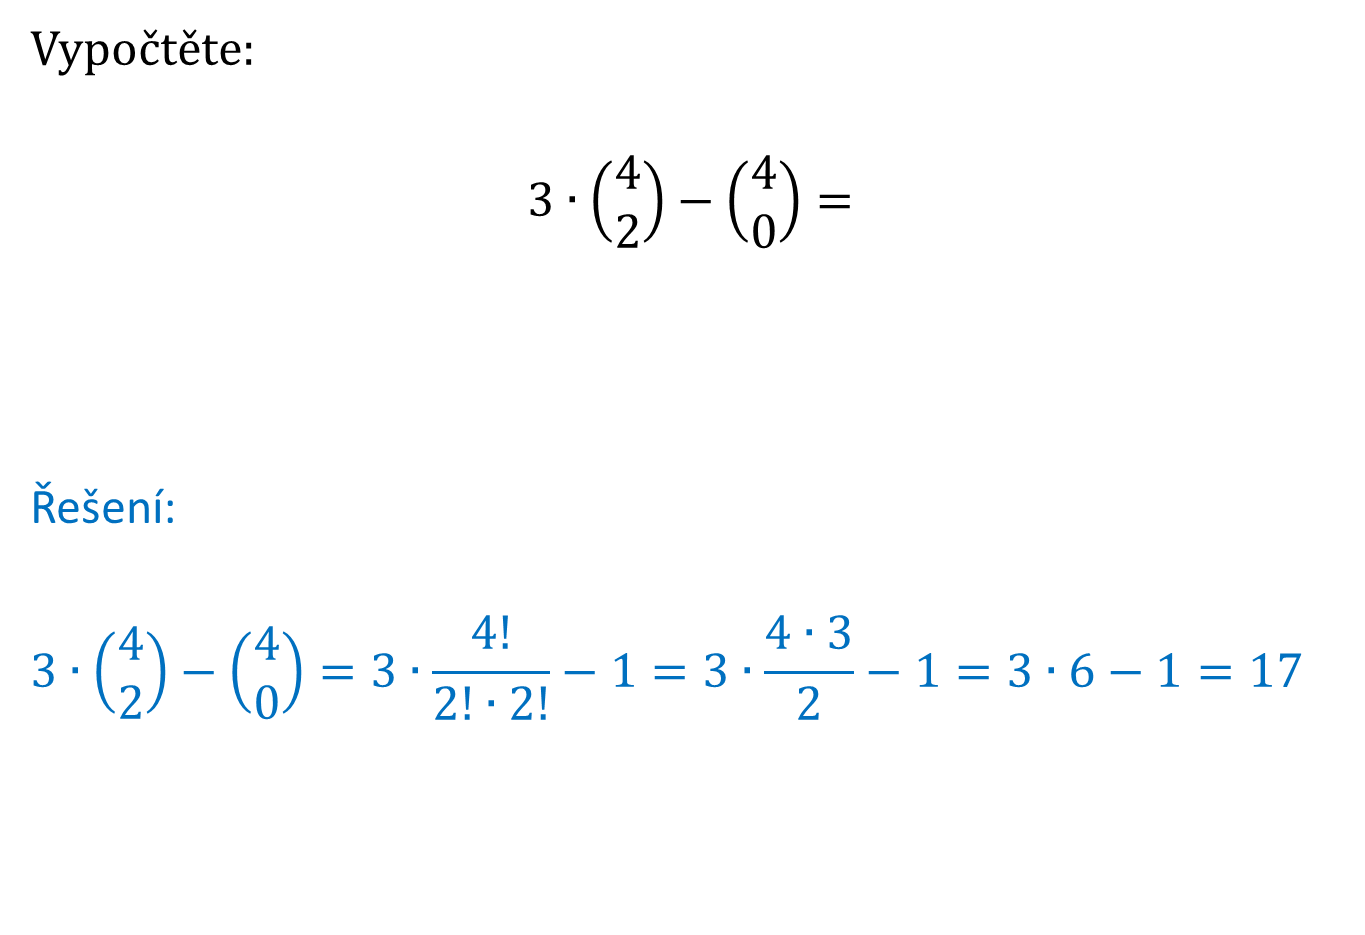 Vypočtěte:
3 · (4 2) − (4 0) =
Řešení:
3 · (4 2) − (4 0) = 3 · 4! / 2! · 2! − 1 = 3 · 4 · 3 / 2 − 1 = 3 · 6 − 1 = 17